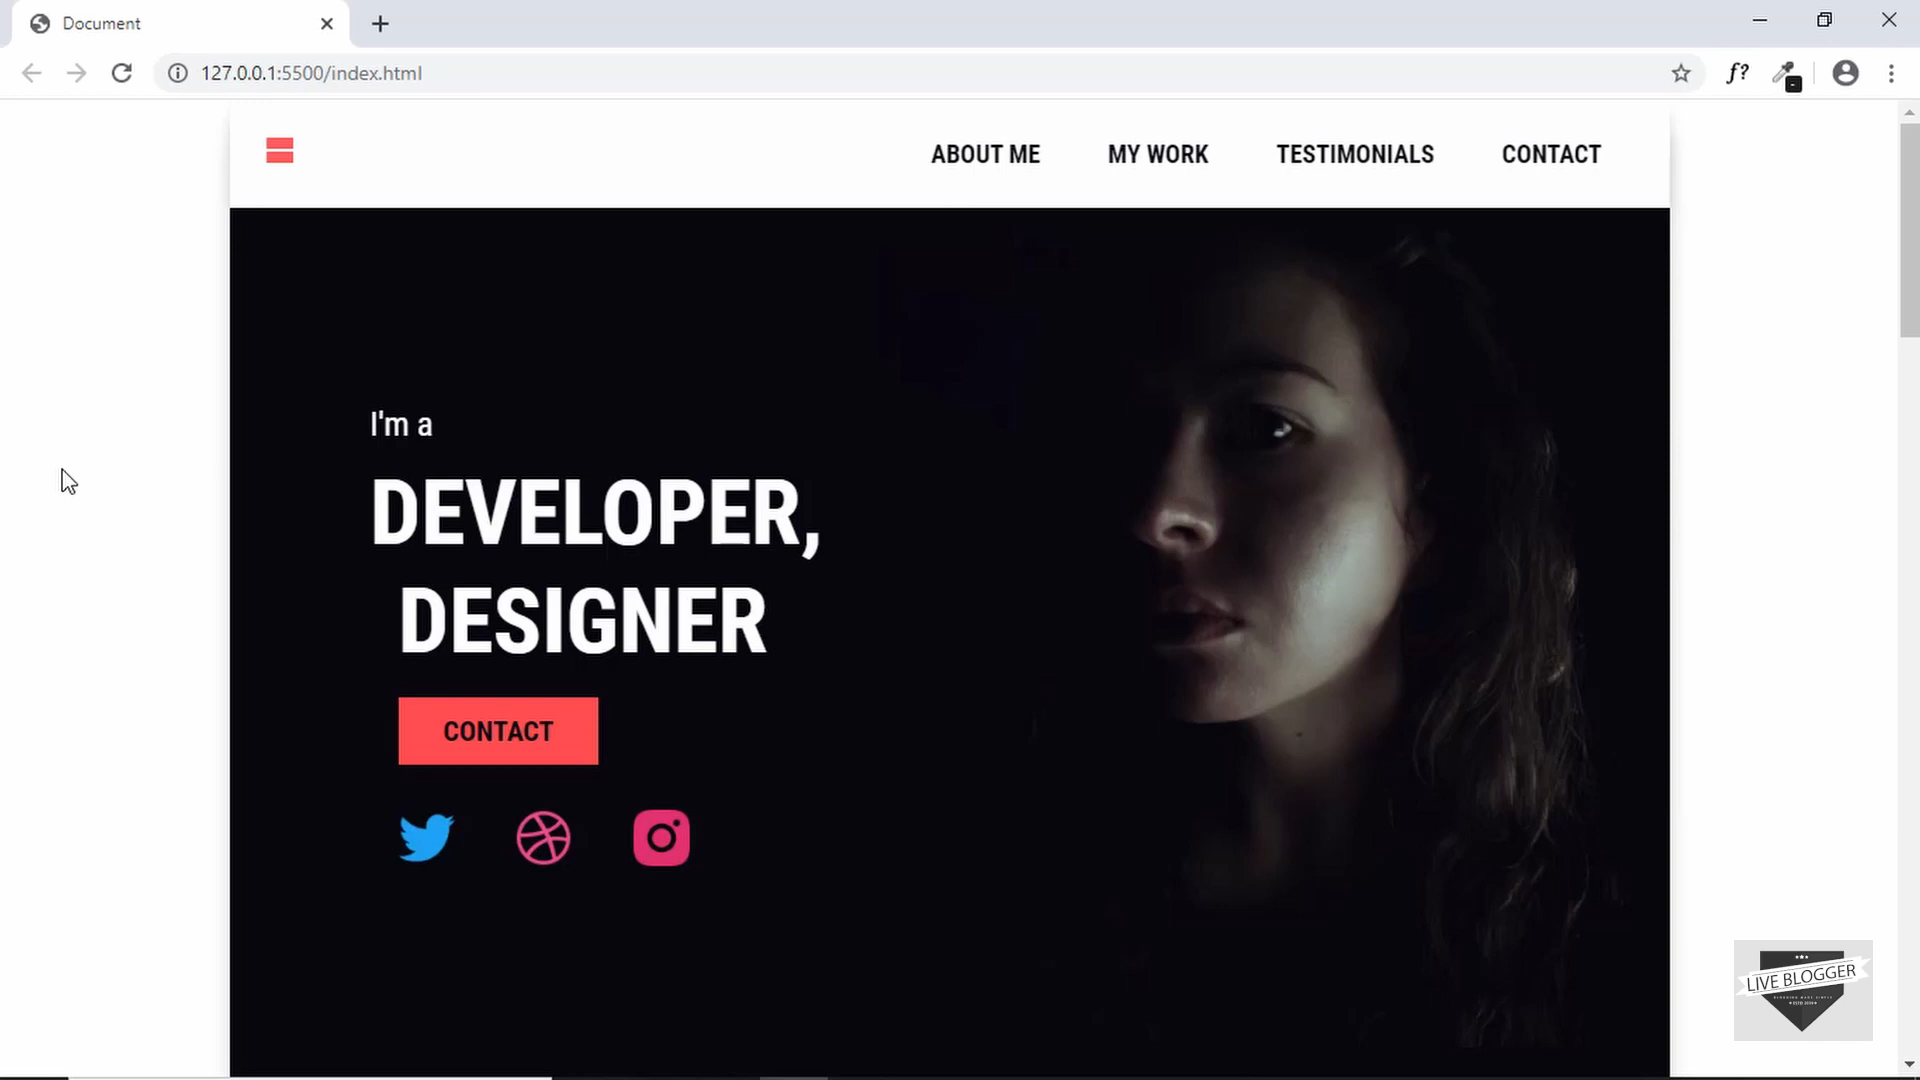 Document
127.0.0.1:5500/index.html
f?
ABOUT ME
MY WORK
TESTIMONIALS
CONTACT
I'm a
DEVELOPER,
DESIGNER
CONTACT
LIVE BLOGGER